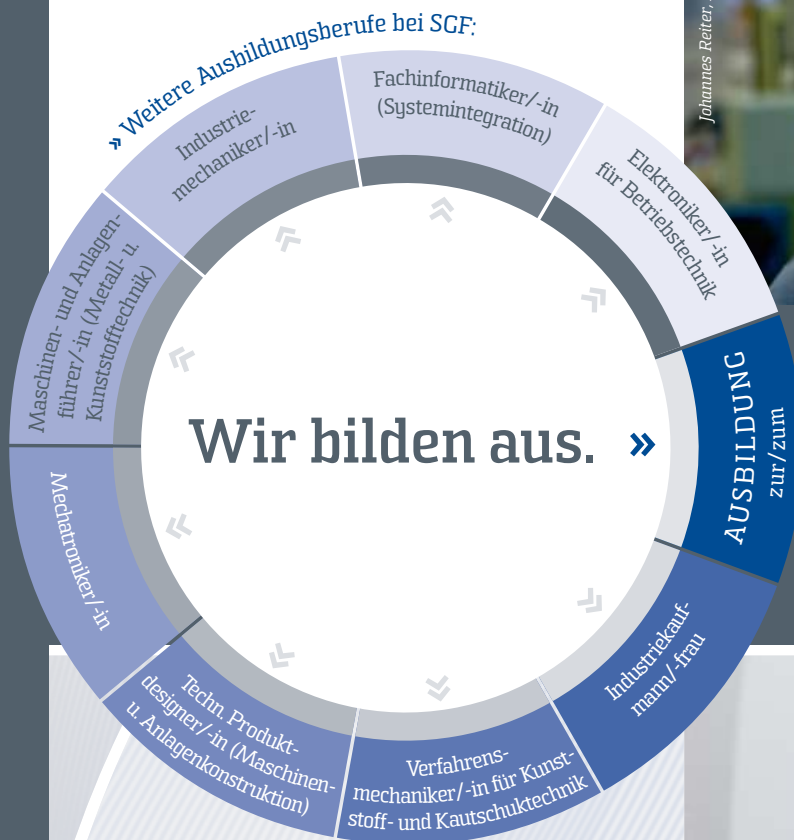 » Weitere Ausbildungsberufe bei SGF:
Johannes Reiter,
Industrie-
mechaniker/-in
Fachinformatiker/-in
(Systemintegration)
Elektroniker/-in
für Betriebstechnik
Maschinen- und Anlagen-
führer/-in (Metall- u.
Kunststofftechnik)
Wir bilden aus. »
AUSBILDUNG
zur/zum
Mechatroniker/-in
Industriekauf-
mann/-frau
Techn. Produkt-
designer/-in (Maschinen-
u. Anlagenkonstruktion)
Verfahrens-
mechaniker/-in für Kunst-
stoff- und Kautschuktechnik